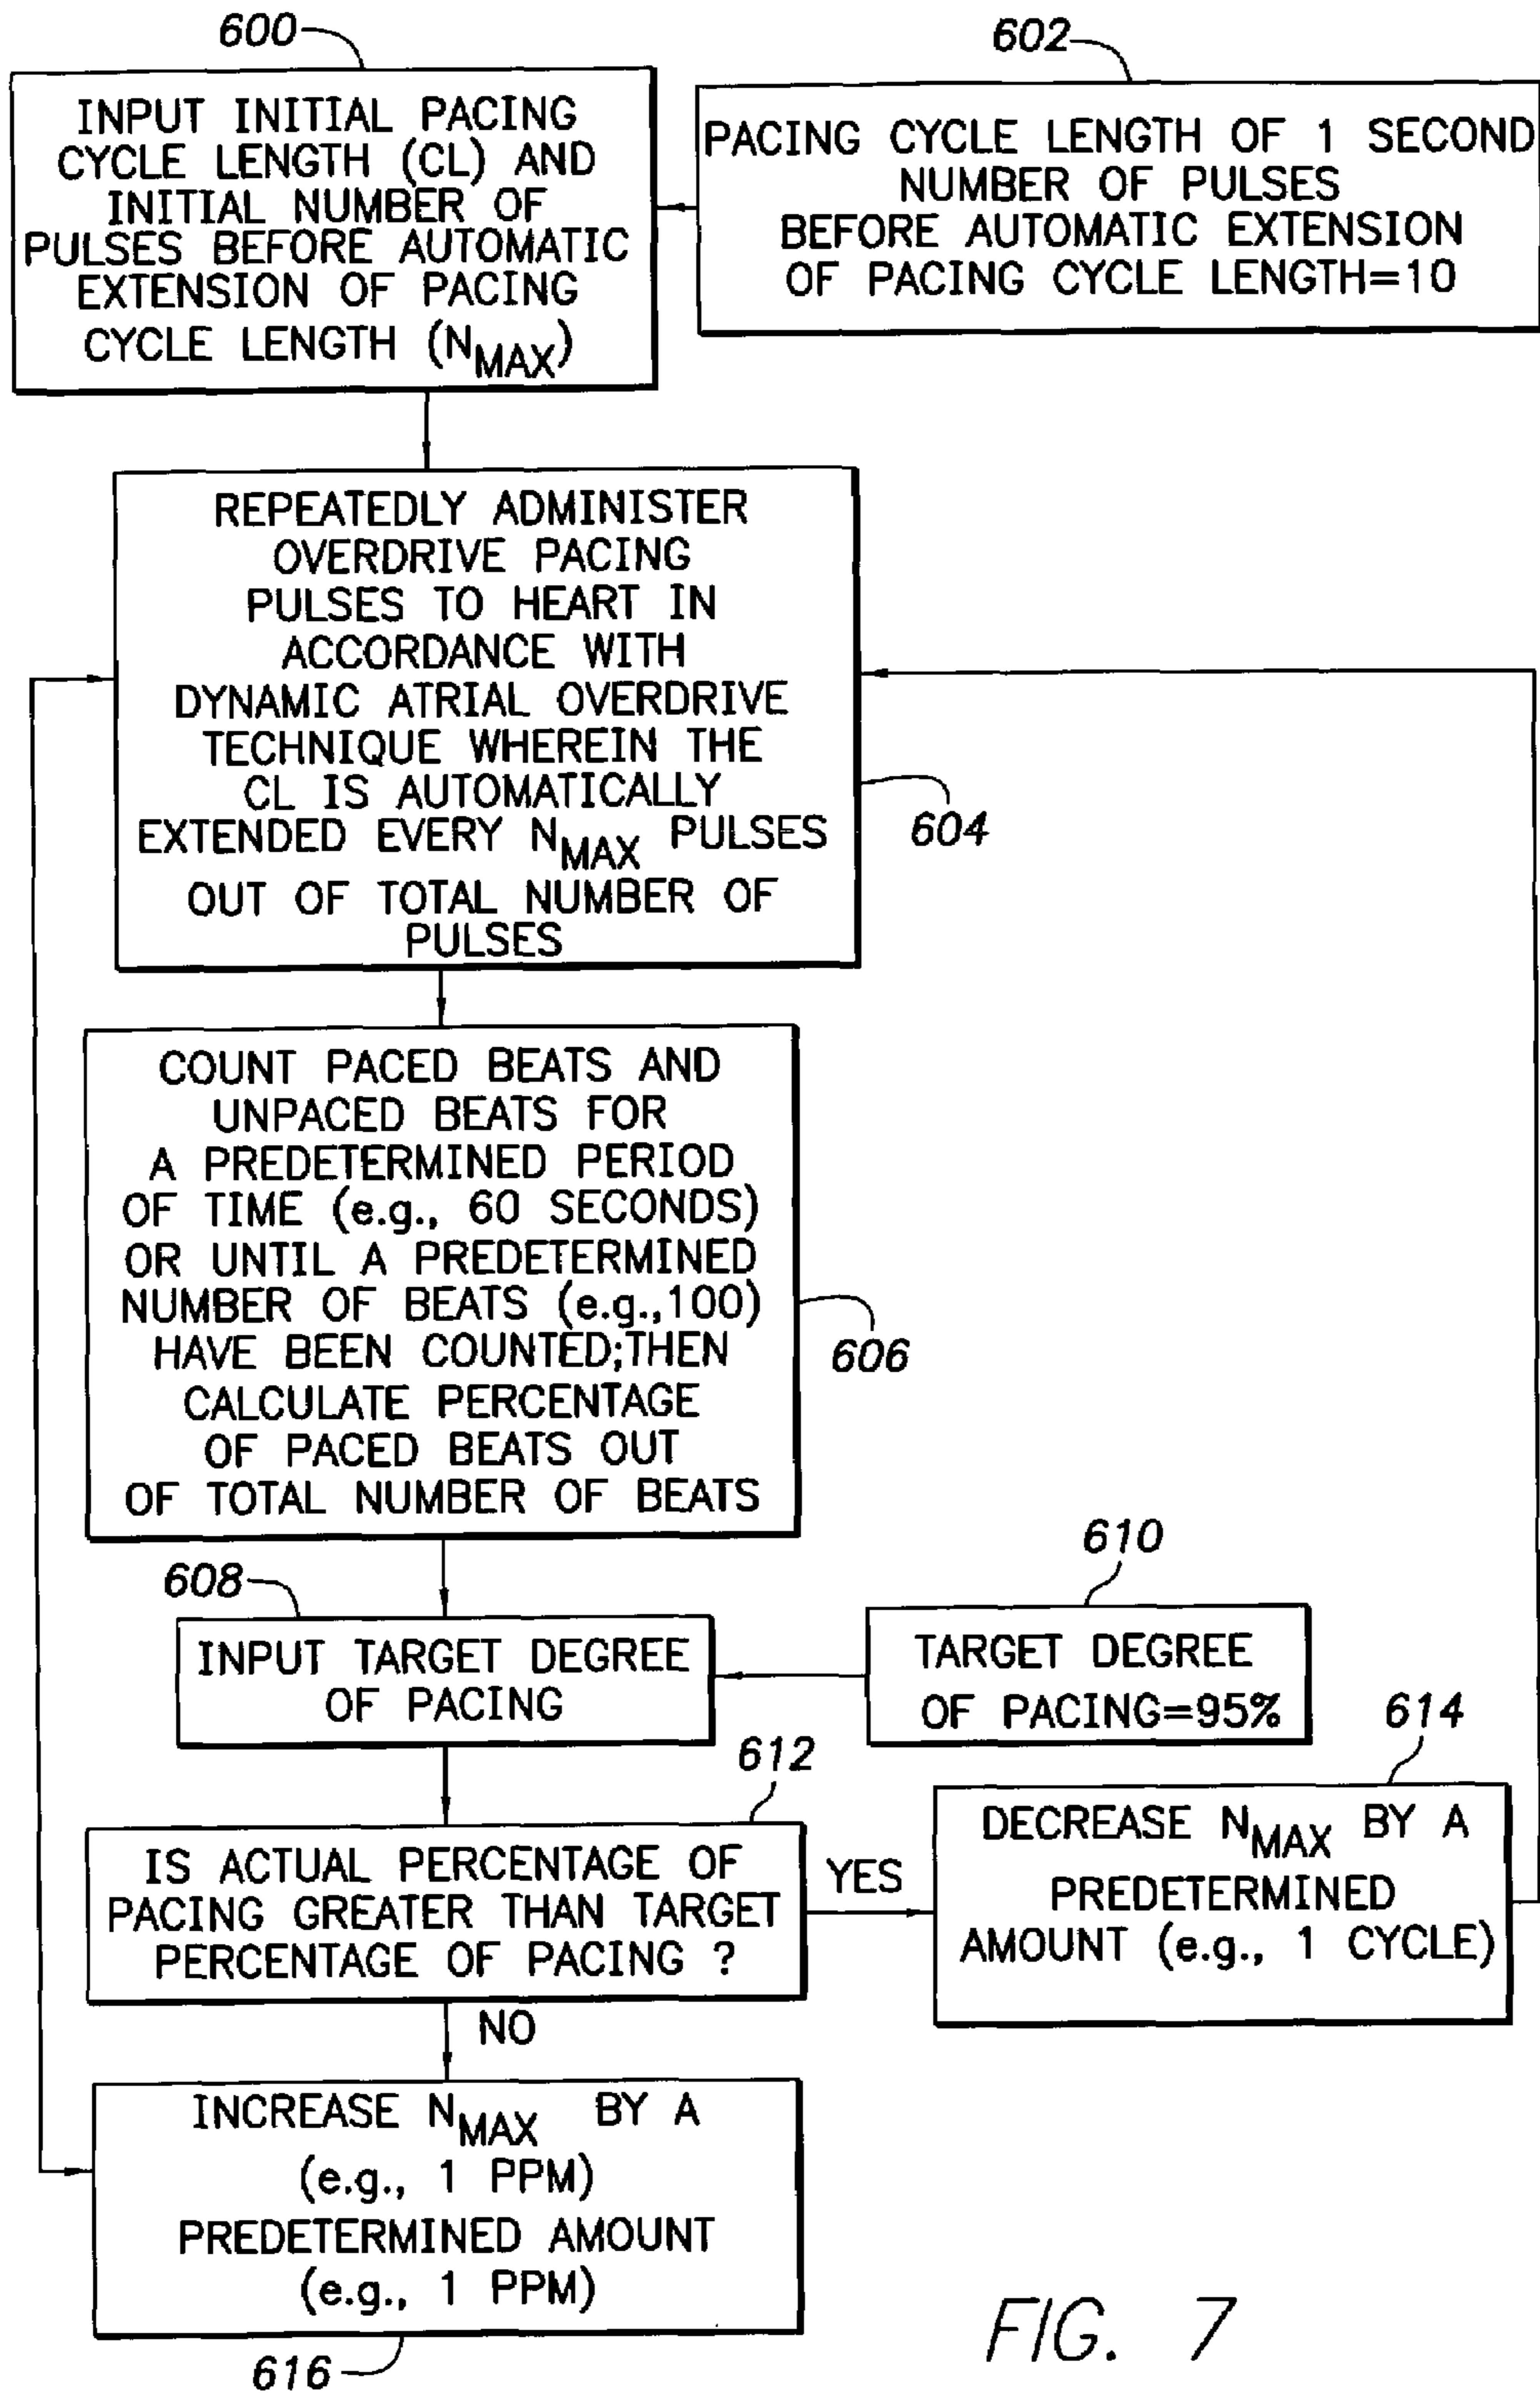 600
INPUT INITIAL PACING
CYCLE LENGTH (CL) AND
INITIAL NUMBER OF
PULSES BEFORE AUTOMATIC
EXTENSION OF PACING
CYCLE LENGTH (NMAX)
602
PACING CYCLE LENGTH OF 1 SECOND
NUMBER OF PULSES
BEFORE AUTOMATIC EXTENSION
OF PACING CYCLE LENGTH=10
REPEATEDLY ADMINISTER
OVERDRIVE PACING
PULSES TO HEART IN
ACCORDANCE WITH
DYNAMIC ATRIAL OVERDRIVE
TECHNIQUE WHEREIN THE
CL IS AUTOMATICALLY
EXTENDED EVERY NMAX PULSES
OUT OF TOTAL NUMBER OF
PULSES
604
COUNT PACED BEATS AND
UNPACED BEATS FOR
A PREDETERMINED PERIOD
OF TIME (e.g., 60 SECONDS)
OR UNTIL A PREDETERMINED
NUMBER OF BEATS (e.g.,100)
HAVE BEEN COUNTED;THEN
CALCULATE PERCENTAGE
OF PACED BEATS OUT
OF TOTAL NUMBER OF BEATS
606
608
INPUT TARGET DEGREE
OF PACING
610
TARGET DEGREE
OF PACING=95%
612
IS ACTUAL PERCENTAGE OF
PACING GREATER THAN TARGET
PERCENTAGE OF PACING ?
YES
614
DECREASE NMAX BY A
PREDETERMINED
AMOUNT (e.g., 1 CYCLE)
NO
INCREASE NMAX BY A
(e.g., 1 PPM)
PREDETERMINED AMOUNT
(e.g., 1 PPM)
616
FIG. 7